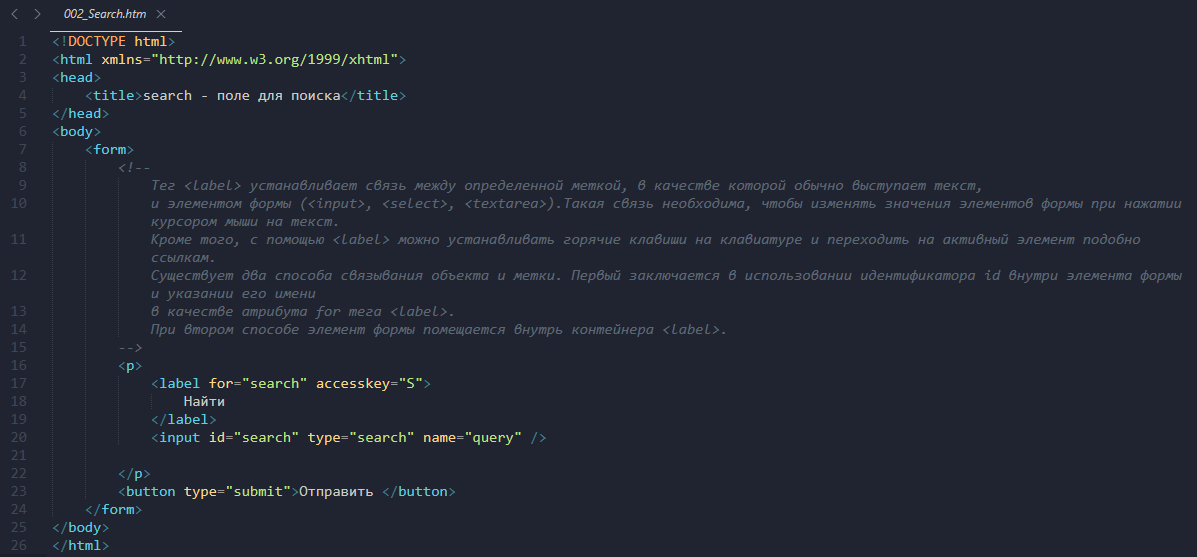 002_Search.htm
1 <!DOCTYPE html>
2 <html xmlns="http://www.w3.org/1999/xhtml">
3 <head>
4 <title>search - поле для поиска</title>
5 </head>
6 <body>
7 <form>
8 <!--
9 Тег <label> устанавливает связь между определенной меткой, в качестве которой обычно выступает текст,
10 и элементом формы (<input>, <select>, <textarea>).Такая связь необходима, чтобы изменять значения элементов формы при нажатии
курсором мыши на текст.
11 Кроме того, с помощью <label> можно устанавливать горячие клавиши на клавиатуре и переходить на активный элемент подобно
ссылкам.
12 Существует два способа связывания объекта и метки. Первый заключается в использовании идентификатора id внутри элемента формы
и указании его имени
13 в качестве атрибута for тега <label>.
14 При втором способе элемент формы помещается внутрь контейнера <label>.
15 -->
16 <p>
17 <label for="search" accesskey="S">
18 Найти
19 </label>
20 <input id="search" type="search" name="query" />
21
22 </p>
23 <button type="submit">Отправить </button>
24 </form>
25 </body>
26 </html>